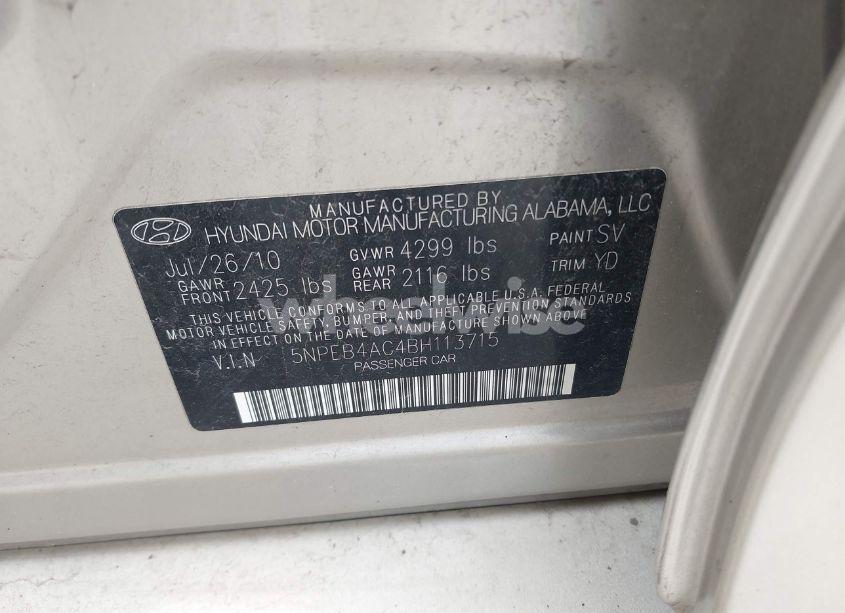 MANUFACTURED BY
HYUNDAI MOTOR MANUFACTURING ALABAMA, LLC
Jul/26/10 GVWR 4299 lbs PAINT SV
GAWR FRONT 2425 lbs GAWR REAR 2116 lbs TRIM YD
THIS VEHICLE CONFORMS TO ALL APPLICABLE U.S.A. FEDERAL
MOTOR VEHICLE SAFETY, BUMPER, AND THEFT PREVENTION STANDARDS
IN EFFECT ON THE DATE OF MANUFACTURE SHOWN ABOVE
V.I.N 5NPEB4AC4BH113715
PASSENGER CAR